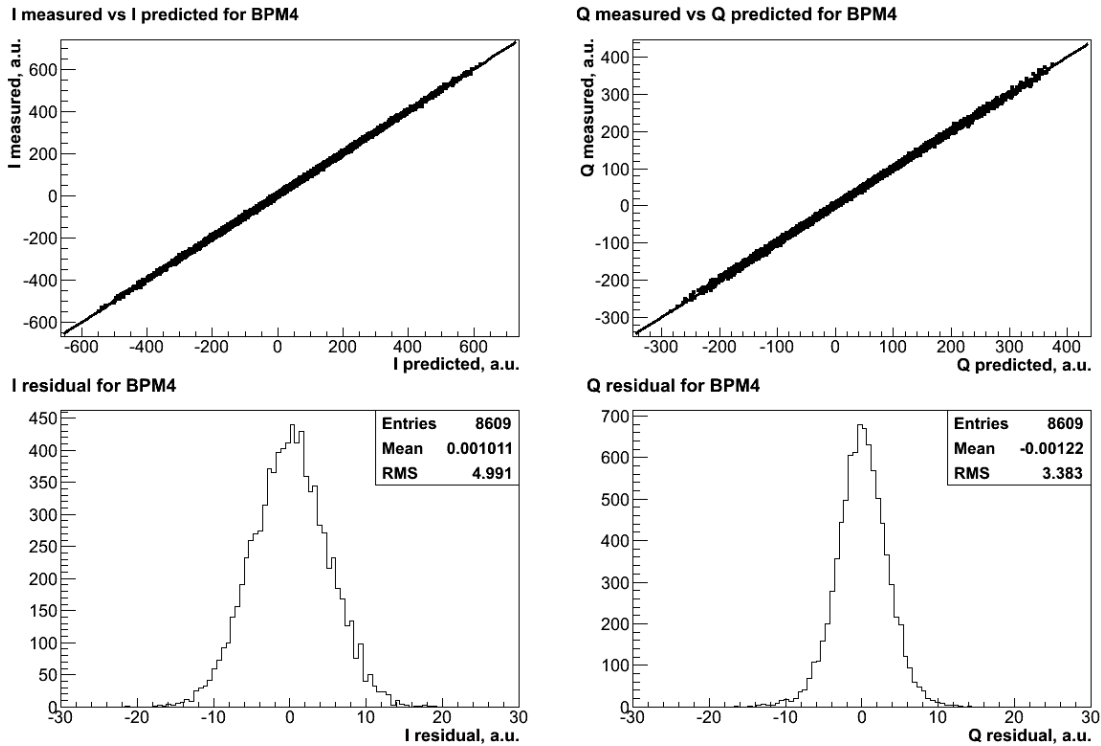 I measured vs I predicted for BPM4
I measured, a.u.
600
400
200
0
-200
-400
-600
-600 -400 -200 0 200 400 600
I predicted, a.u.
Q measured vs Q predicted for BPM4
Q measured, a.u.
400
300
200
100
0
-100
-200
-300
-300 -200 -100 0 100 200 300 400
Q predicted, a.u.
I residual for BPM4
450
400
350
300
250
200
150
100
50
0
Entries 8609
Mean 0.001011
RMS 4.991
-30 -20 -10 0 10 20 30
I residual, a.u.
Q residual for BPM4
700
600
500
400
300
200
100
0
Entries 8609
Mean -0.00122
RMS 3.383
-30 -20 -10 0 10 20 30
Q residual, a.u.